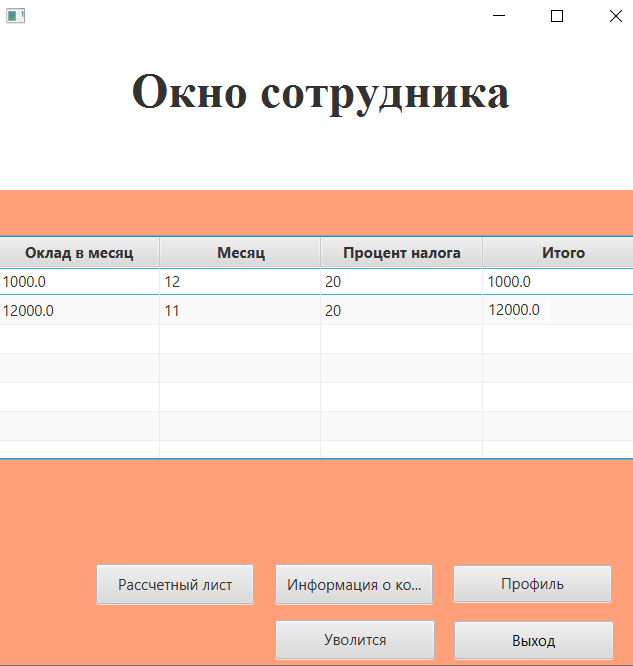 Окно сотрудника
Оклад в месяц Месяц Процент налога Итого
1000.0 12 20 1000.0
12000.0 11 20 12000.0
Рассчетный лист Информация о ко... Профиль
Уволится Выход